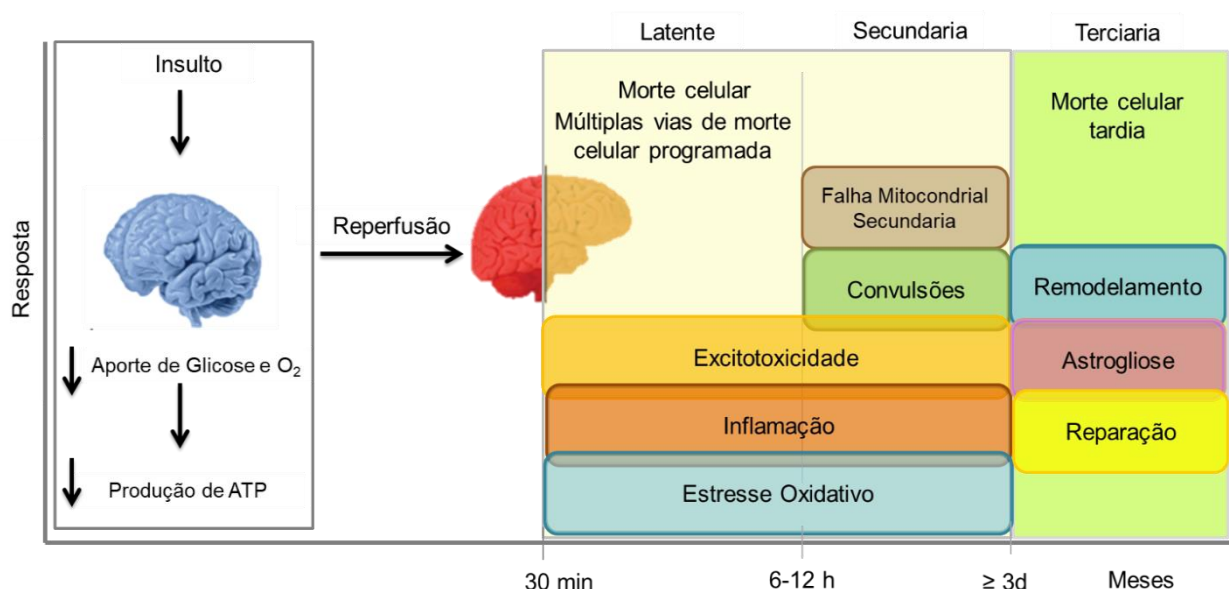 Latente
Secundaria
Terciaria
Insulto
Resposta
Aporte de Glicose e O₂
Produção de ATP
Reperfusão
Morte celular
Múltiplas vias de morte
celular programada
Falha Mitocondrial
Secundaria
Convulsões
Excitotoxicidade
Inflamação
Estresse Oxidativo
Morte celular
tardia
Remodelamento
Astrogliose
Reparação
30 min
6-12 h
≥ 3d
Meses